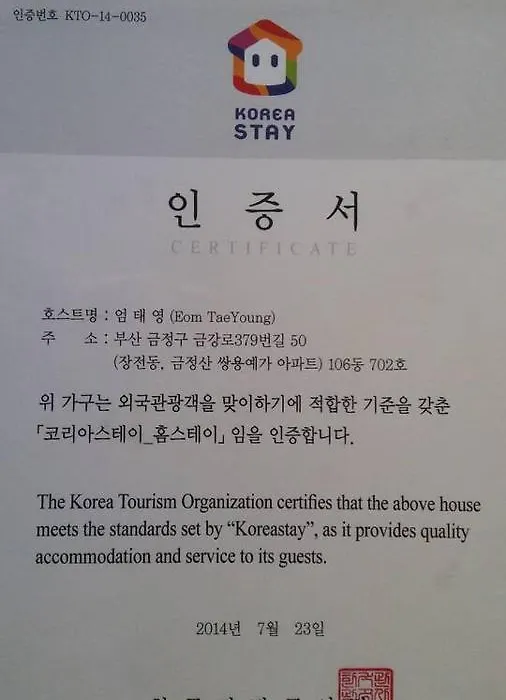 인증번호 KTO-14-0035
KOREA
STAY
인 증 서
CERTIFICATE
호스트명 : 엄 태 영 (Eom TaeYoung)
주 소 : 부산 금정구 금강로379번길 50
(장전동, 금정산 쌍용예가 아파트) 106동 702호
위 가구는 외국관광객을 맞이하기에 적합한 기준을 갖춘
「코리아스테이_홈스테이」 임을 인증합니다.
The Korea Tourism Organization certifies that the above house
meets the standards set by “Koreastay”, as it provides quality
accommodation and service to its guests.
2014년 7월 23일